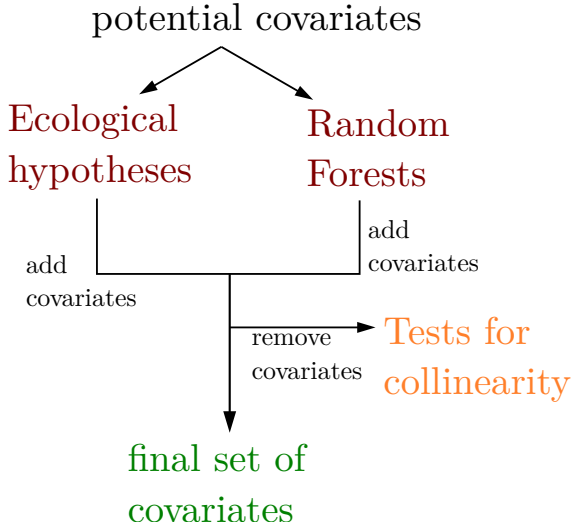 potential covariates
Ecological
hypotheses
Random
Forests
add
covariates
add
covariates
remove
covariates
Tests for
collinearity
final set of
covariates